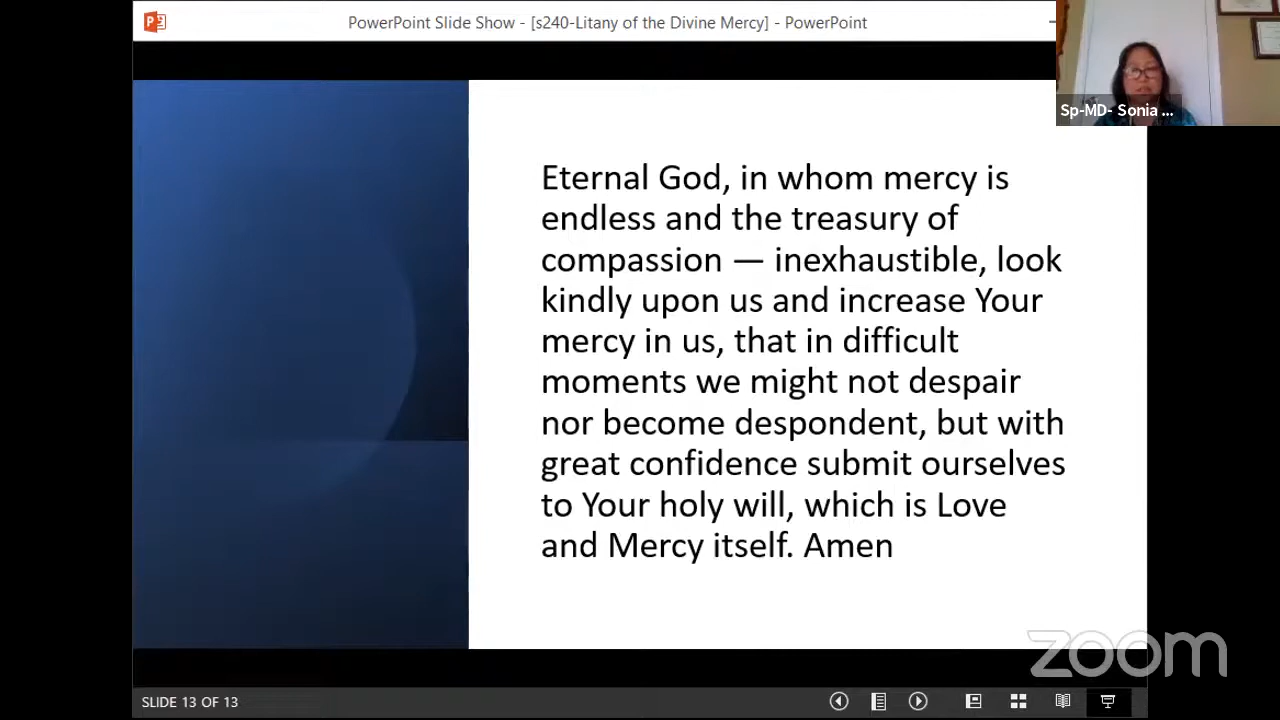 PowerPoint Slide Show - [s240-Litany of the Divine Mercy] - PowerPoint
Sp-MD- Sonia ...
Eternal God, in whom mercy is
endless and the treasury of
compassion — inexhaustible, look
kindly upon us and increase Your
mercy in us, that in difficult
moments we might not despair
nor become despondent, but with
great confidence submit ourselves
to Your holy will, which is Love
and Mercy itself. Amen
zoom
SLIDE 13 OF 13